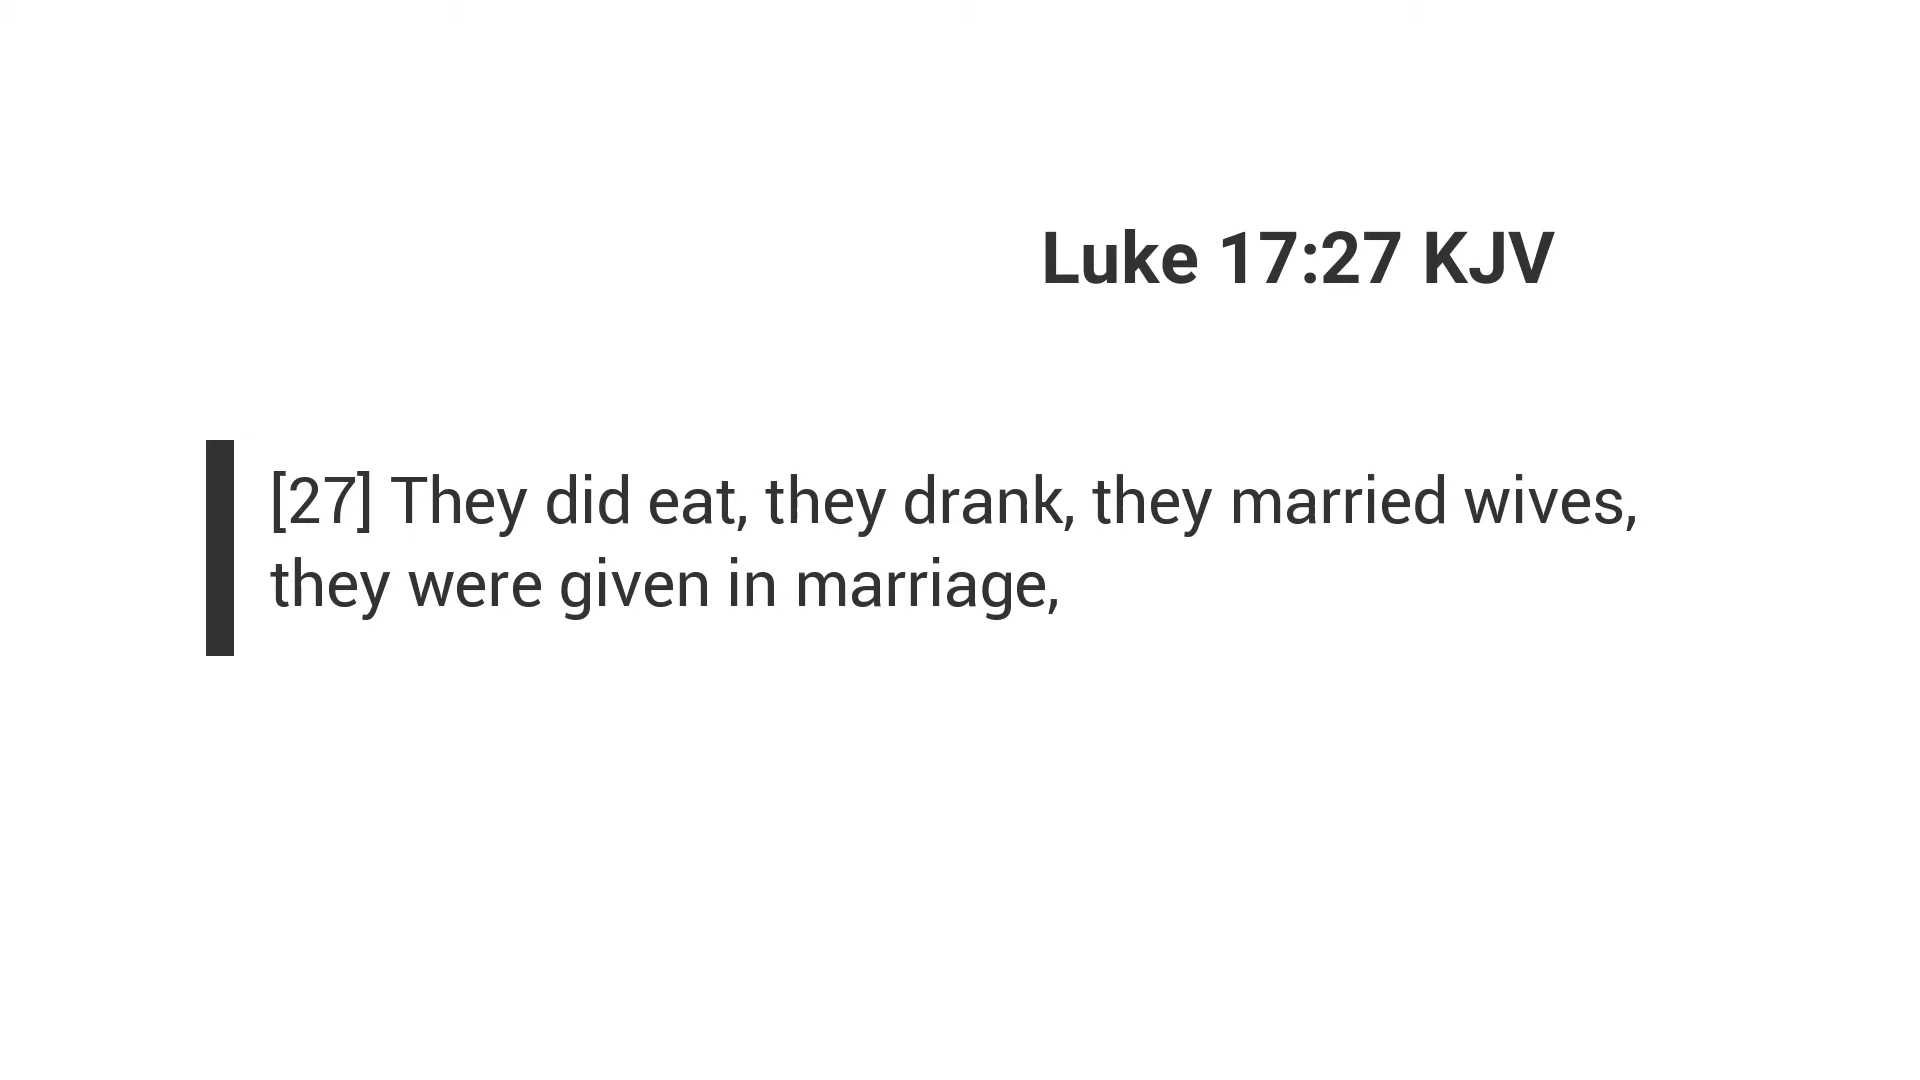 Luke 17:27 KJV
[27] They did eat, they drank, they married wives,
they were given in marriage,